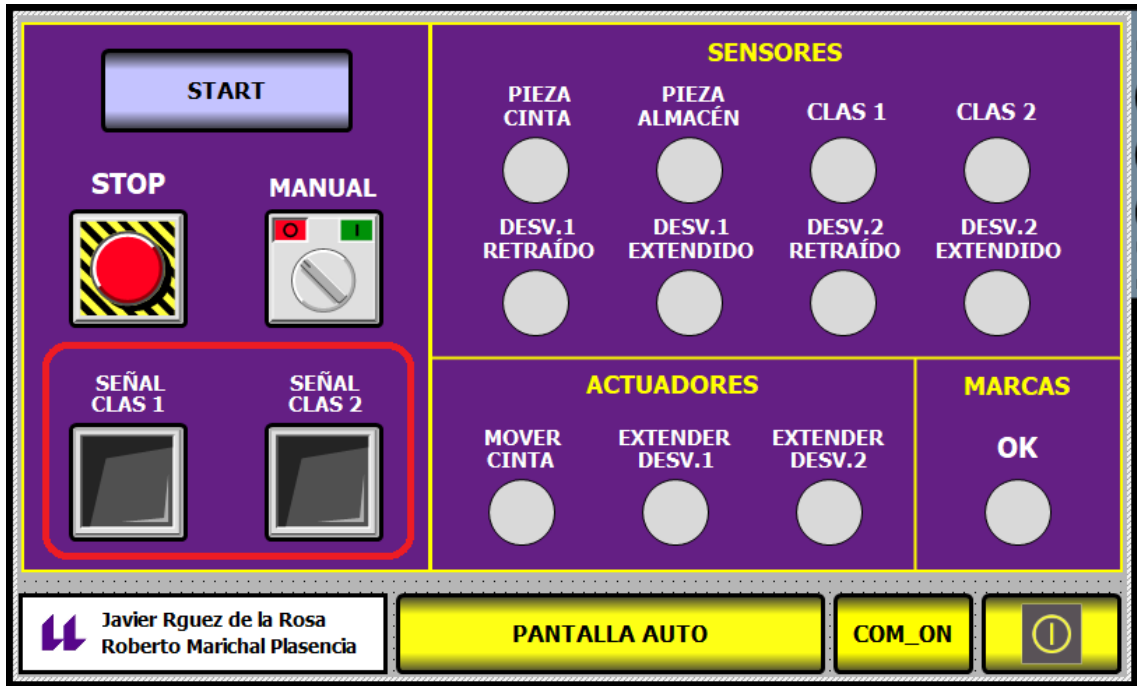 START
STOP
MANUAL
O I
SEÑAL
CLAS 1
SEÑAL
CLAS 2
SENSORES
PIEZA
CINTA
PIEZA
ALMACÉN
CLAS 1
CLAS 2
DESV.1
RETRAÍDO
DESV.1
EXTENDIDO
DESV.2
RETRAÍDO
DESV.2
EXTENDIDO
ACTUADORES
MOVER
CINTA
EXTENDER
DESV.1
EXTENDER
DESV.2
MARCAS
OK
Javier Rguez de la Rosa
Roberto Marichal Plasencia
PANTALLA AUTO
COM_ON